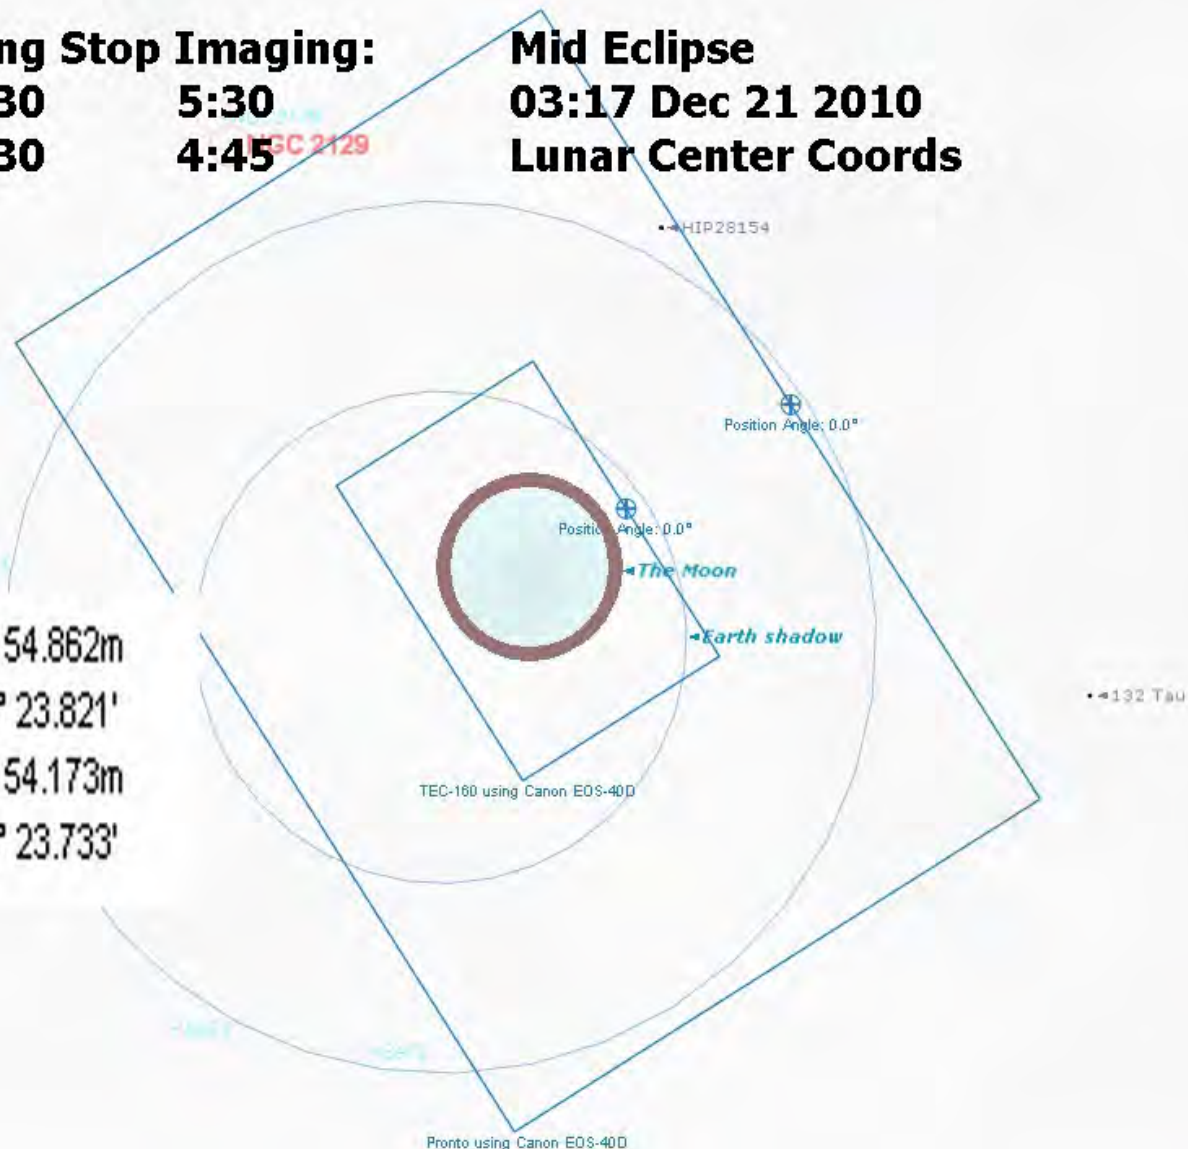 ng Stop Imaging:
30 5:30
30 4:45
Mid Eclipse
03:17 Dec 21 2010
Lunar Center Coords
NGC 2129
HIP28154
Position Angle: 0.0°
Position Angle: 0.0°
The Moon
Earth shadow
54.862m
° 23.821'
54.173m
° 23.733'
132 Tau
TEC-160 using Canon EOS-40D
Pronto using Canon EOS-40D